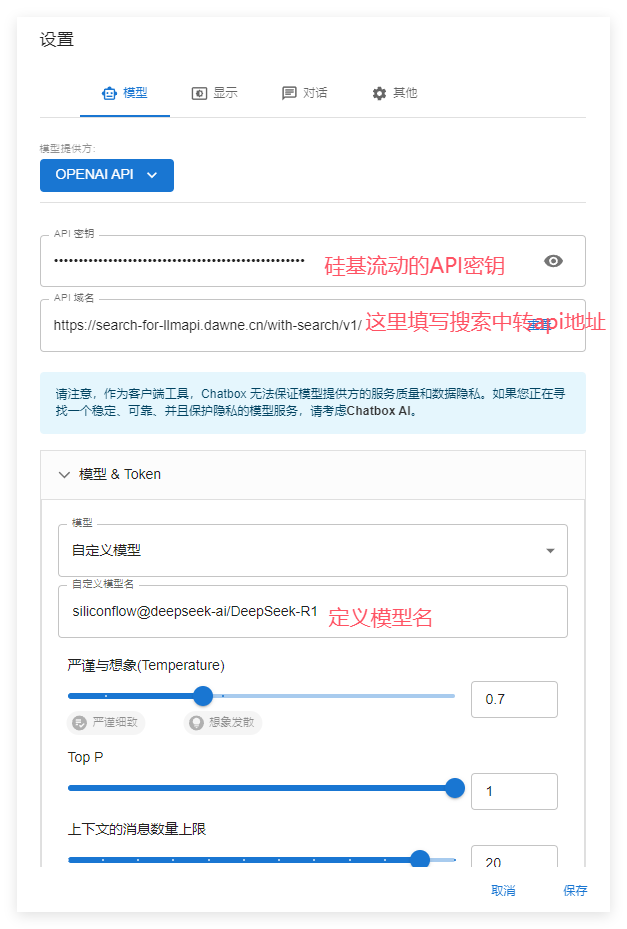 设置
模型
显示
对话
其他
模型提供方:
OPENAI API
API 密钥
••••••••••••••••••••••••••••••••••••••••••••••••••• 硅基流动的API密钥
API 域名
https://search-for-llmapi.dawne.cn/with-search/v1/ 这里填写搜索中转api地址
请注意，作为客户端工具，Chatbox 无法保证模型提供方的服务质量和数据隐私。如果您正在寻
找一个稳定、可靠、并且保护隐私的模型服务，请考虑Chatbox AI。
模型 & Token
模型
自定义模型
自定义模型名
siliconflow@deepseek-ai/DeepSeek-R1 定义模型名
严谨与想象(Temperature)
0.7
严谨细致
想象发散
Top P
1
上下文的消息数量上限
20
取消
保存